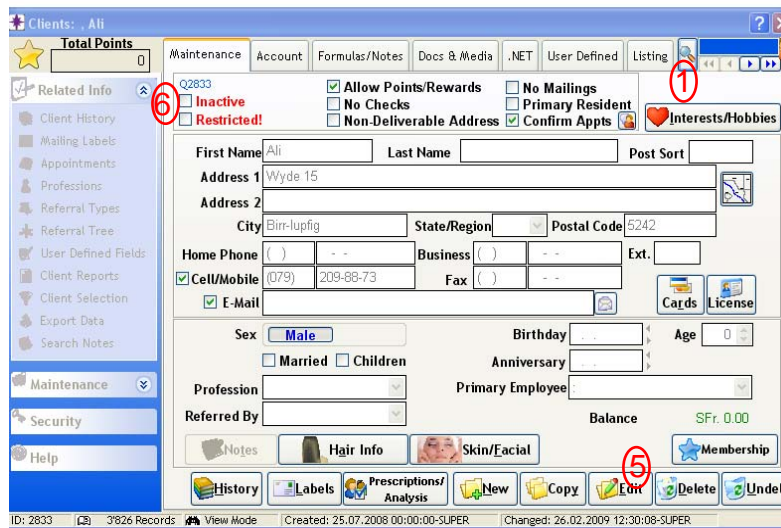 Clients: , Ali
Total Points
0
Maintenance Account Formulas/Notes Docs & Media .NET User Defined Listing
1
Related Info
Client History
Mailing Labels
Appointments
Professions
Referral Types
Referral Tree
User Defined Fields
Client Reports
Client Selection
Export Data
Search Notes
Maintenance
Security
Help
Q2833
6
Inactive
Restricted!
Allow Points/Rewards
No Checks
Non-Deliverable Address
No Mailings
Primary Resident
Confirm Appts
Interests/Hobbies
First Name Ali Last Name Post Sort
Address 1 Wyde 15
Address 2
City Birr-lupfig State/Region Postal Code 5242
Home Phone ( ) - - Business ( ) - - Ext.
Cell/Mobile (079) 209-88-73 Fax ( ) - -
E-Mail
Cards License
Sex Male Birthday . . Age 0
Married Children Anniversary . .
Profession Primary Employee :
Referred By Balance SFr. 0.00
Notes Hair Info Skin/Facial Membership
5
History Labels Prescriptions/ Analysis New Copy Edit Delete Undel
ID: 2833 3'826 Records View Mode Created: 25.07.2008 00:00:00-SUPER Changed: 26.02.2009 12:30:08-SUPER